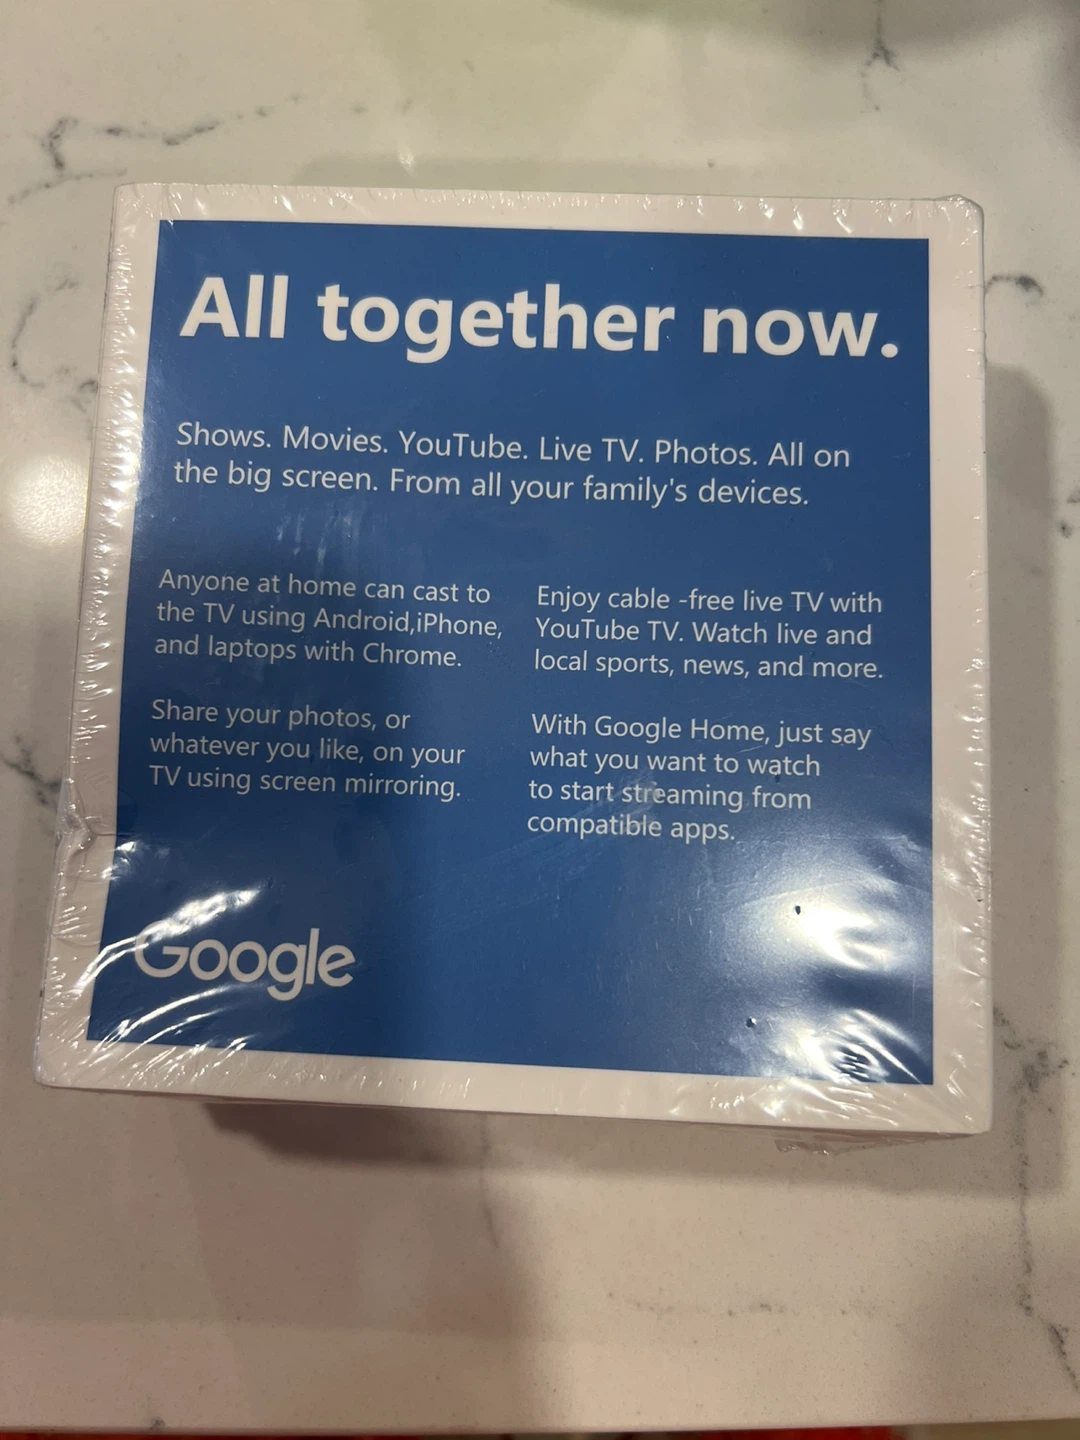 All together now.
Shows. Movies. YouTube. Live TV. Photos. All on
the big screen. From all your family's devices.
Anyone at home can cast to
the TV using Android,iPhone,
and laptops with Chrome.
Share your photos, or
whatever you like, on your
TV using screen mirroring.
Enjoy cable -free live TV with
YouTube TV. Watch live and
local sports, news, and more.
With Google Home, just say
what you want to watch
to start streaming from
compatible apps.
Google